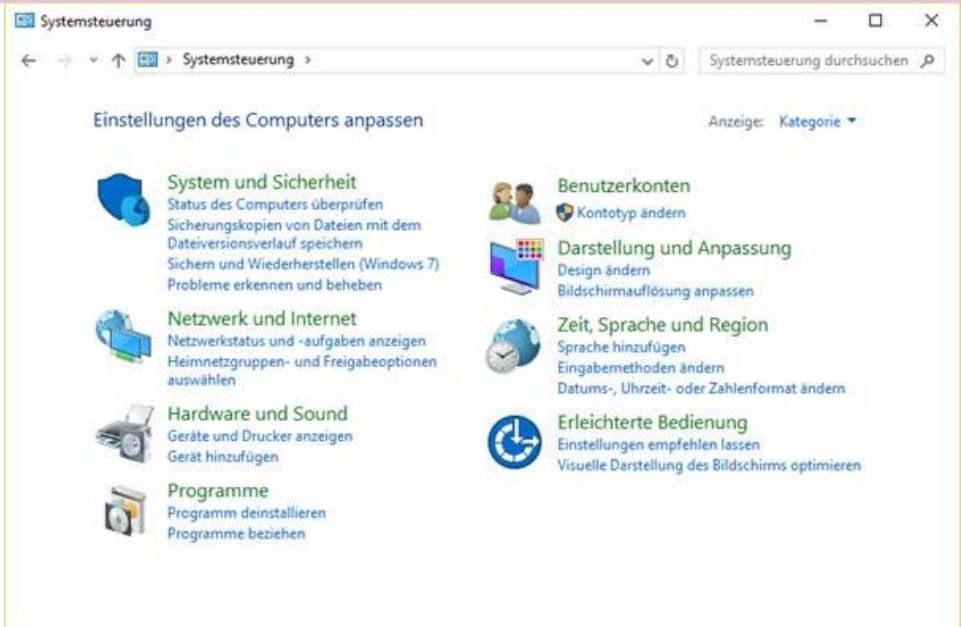 Systemsteuerung
Systemsteuerung
Systemsteuerung durchsuchen
Einstellungen des Computers anpassen
Anzeige: Kategorie
System und Sicherheit
Status des Computers überprüfen
Sicherungskopien von Dateien mit dem
Dateiversionsverlauf speichern
Sichern und Wiederherstellen (Windows 7)
Probleme erkennen und beheben
Netzwerk und Internet
Netzwerkstatus und -aufgaben anzeigen
Heimnetzgruppen- und Freigabeoptionen
auswählen
Hardware und Sound
Geräte und Drucker anzeigen
Gerät hinzufügen
Programme
Programm deinstallieren
Programme beziehen
Benutzerkonten
Kontotyp ändern
Darstellung und Anpassung
Design ändern
Bildschirmauflösung anpassen
Zeit, Sprache und Region
Sprache hinzufügen
Eingabemethoden ändern
Datums-, Uhrzeit- oder Zahlenformat ändern
Erleichterte Bedienung
Einstellungen empfehlen lassen
Visuelle Darstellung des Bildschirms optimieren